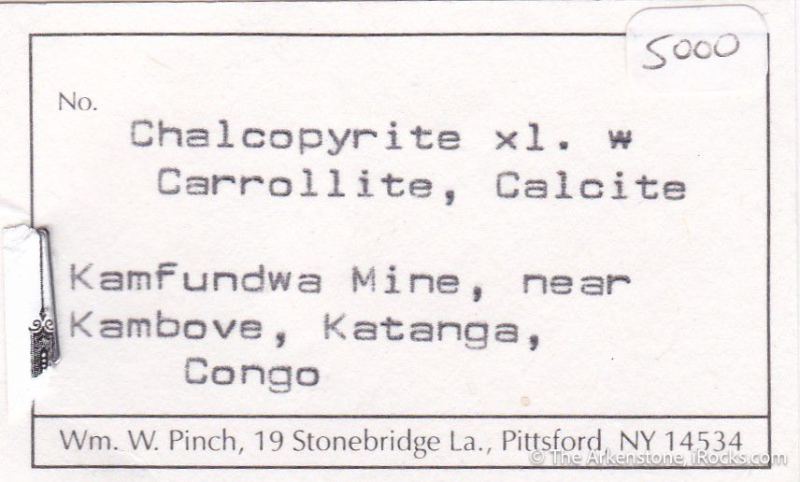 5000
No.
Chalcopyrite xl. w
Carrollite, Calcite
Kamfundwa Mine, near
Kambove, Katanga,
Congo
Wm. W. Pinch, 19 Stonebridge La., Pittsford, NY 14534
© The Arkenstone, iRocks.com